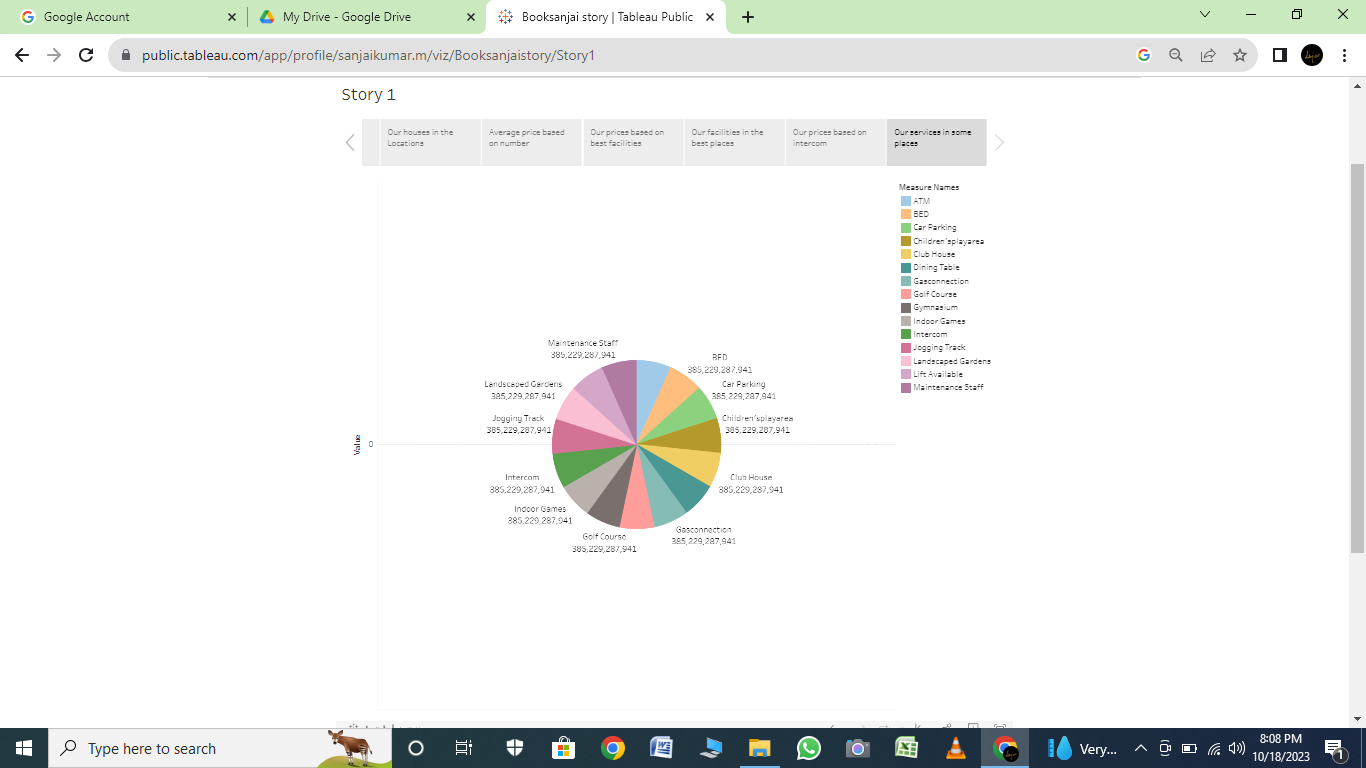 Google Account
My Drive - Google Drive
Booksanjai story | Tableau Public
public.tableau.com/app/profile/sanjaikumar.m/viz/Booksanjaistory/Story1
Story 1
Our houses in the
Locations
Average price based
on number
Our prices based on
best facilities
Our facilities in the
best places
Our prices based on
intercom
Our services in some
places
Measure Names
ATM
BED
Car Parking
Children'splayarea
Club House
Dining Table
Gasconnection
Golf Course
Gymnasium
Indoor Games
Intercom
Jogging Track
Landscaped Gardens
Lift Available
Maintenance Staff
Maintenance Staff
385,229,287,941
BED
385,229,287,941
Landscaped Gardens
385,229,287,941
Car Parking
385,229,287,941
Jogging Track
385,229,287,941
Children'splayarea
385,229,287,941
Value
0
Intercom
385,229,287,941
Club House
385,229,287,941
Indoor Games
385,229,287,941
Gasconnection
385,229,287,941
Golf Course
385,229,287,941
Type here to search
Very...
8:08 PM
10/18/2023
1